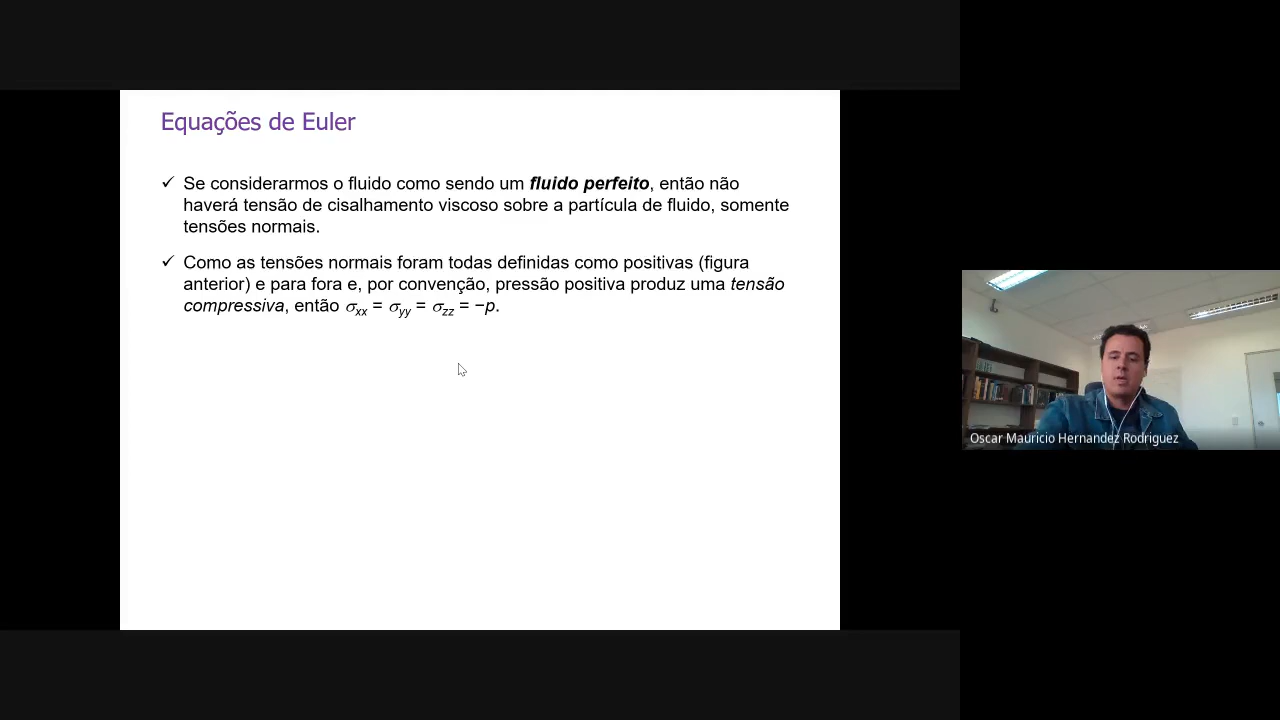 Equações de Euler
✓ Se considerarmos o fluido como sendo um fluido perfeito, então não
haverá tensão de cisalhamento viscoso sobre a partícula de fluido, somente
tensões normais.
✓ Como as tensões normais foram todas definidas como positivas (figura
anterior) e para fora e, por convenção, pressão positiva produz uma tensão
compressiva, então σxx = σyy = σzz = −p.
Oscar Mauricio Hernandez Rodriguez